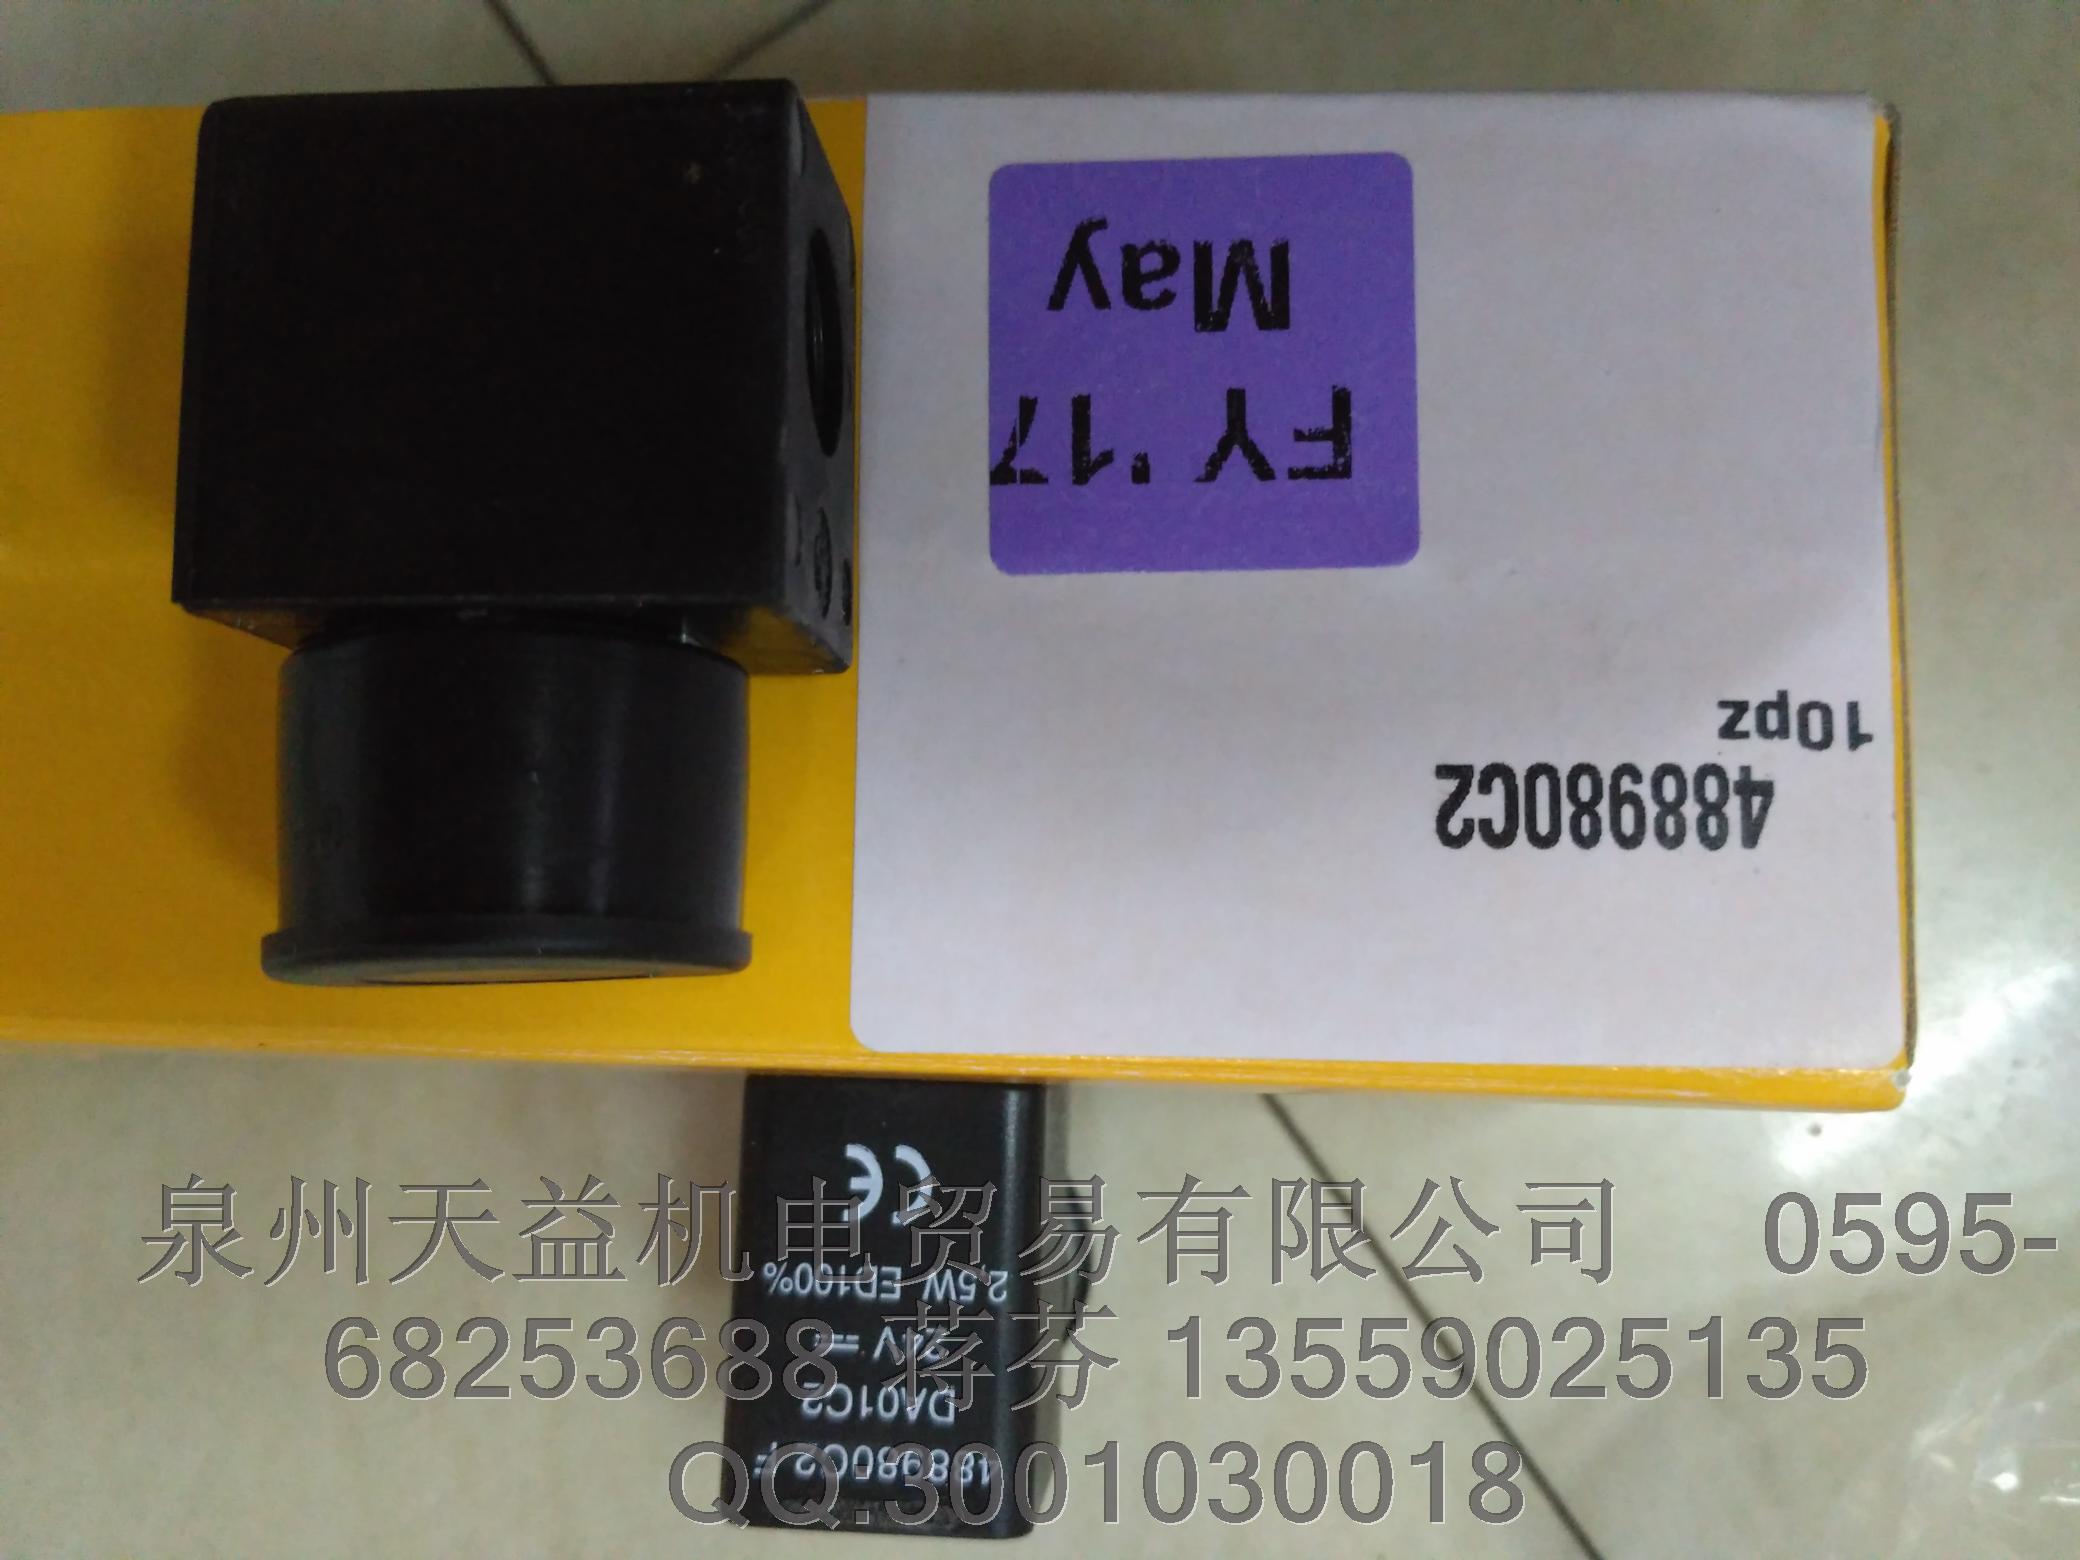 FY '17
May
10pz
488980C2
488980C2 F
DA01C2
24V
2,5W ED100%
CE
泉州天益机电贸易有限公司 0595-
68253688 蒋芬 13559025135
QQ:3001030018